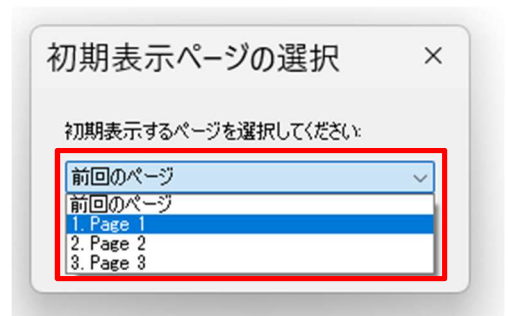 初期表示ページの選択
初期表示するページを選択してください:
前回のページ
前回のページ
1. Page 1
2. Page 2
3. Page 3